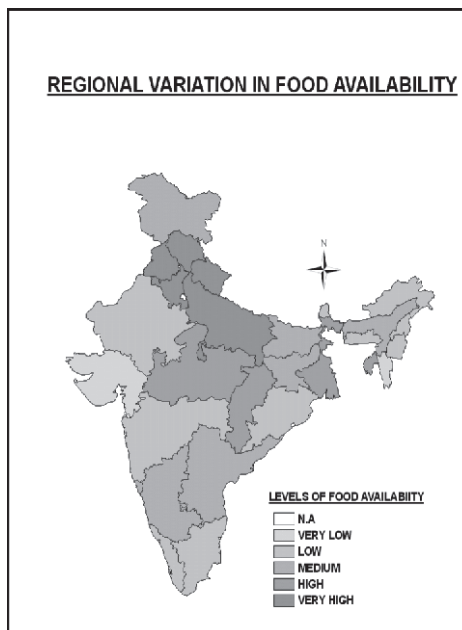 REGIONAL VARIATION IN FOOD AVAILABILITY
N
LEVELS OF FOOD AVAILABIITY
N.A
VERY LOW
LOW
MEDIUM
HIGH
VERY HIGH